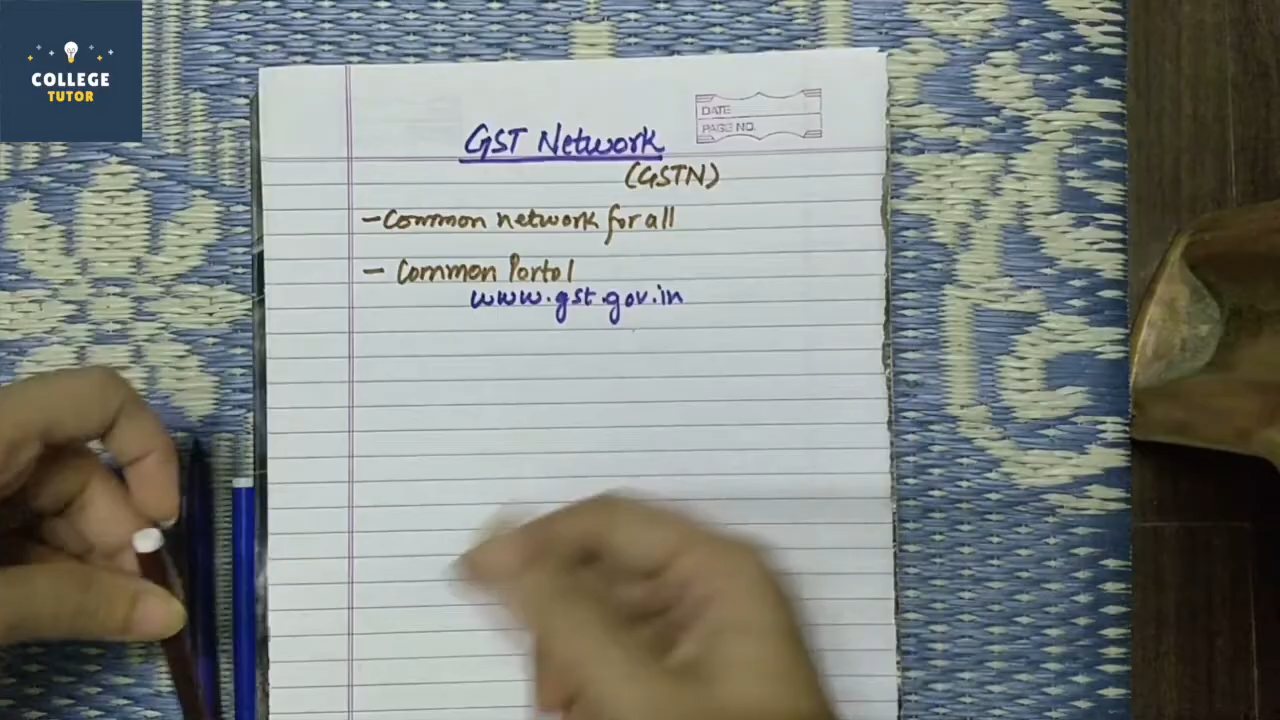 COLLEGE
TUTOR
DATE
PAGE NO.
GST Network
(GSTN)
- Common network for all
- Common Portal
www.gst.gov.in